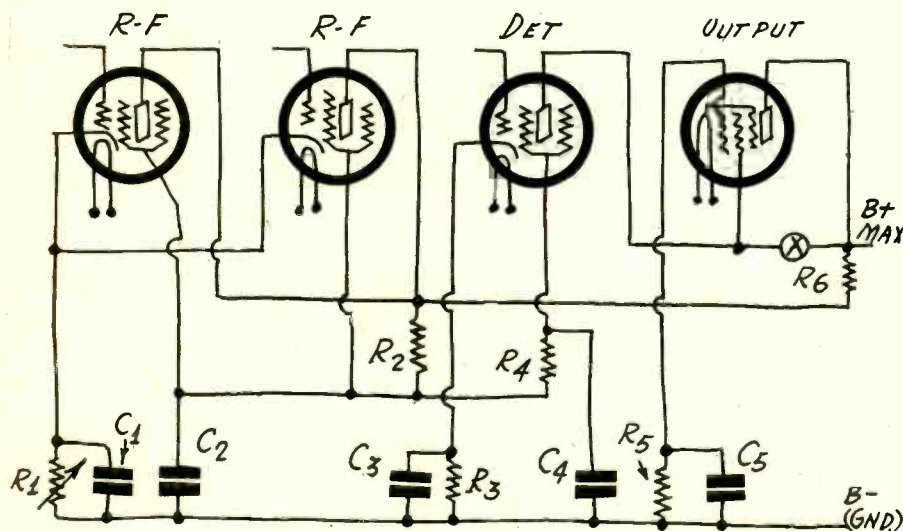 R-F R-F DET OUTPUT
B+
MAX
R6
R2
R4
C1
C2
R5
R1
C3
R3
C4
C5
B-
(GND.)